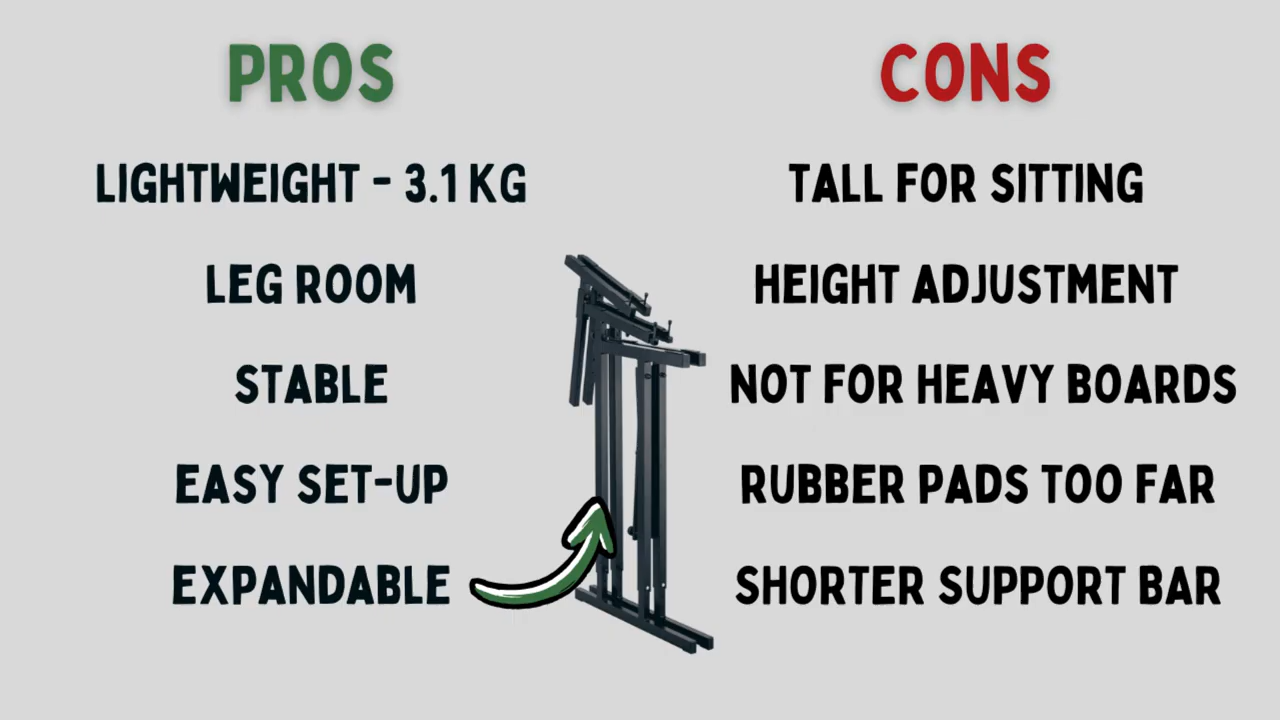 PROS
LIGHTWEIGHT - 3.1 KG
LEG ROOM
STABLE
EASY SET-UP
EXPANDABLE
CONS
TALL FOR SITTING
HEIGHT ADJUSTMENT
NOT FOR HEAVY BOARDS
RUBBER PADS TOO FAR
SHORTER SUPPORT BAR